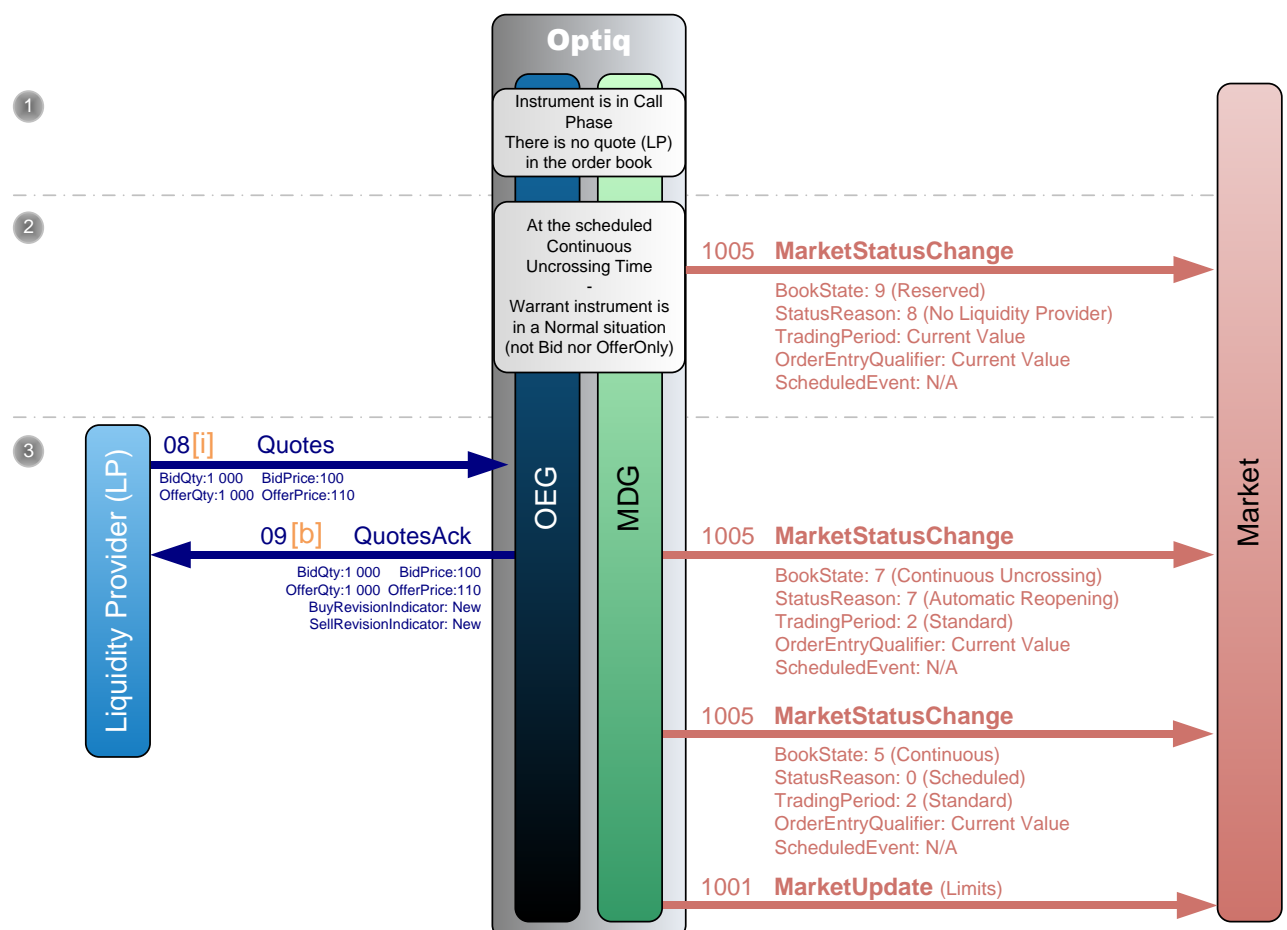 Optiq
1
Instrument is in Call
Phase
There is no quote (LP)
in the order book
2
At the scheduled
Continuous
Uncrossing Time
-
Warrant instrument is
in a Normal situation
(not Bid nor OfferOnly)
1005 MarketStatusChange
BookState: 9 (Reserved)
StatusReason: 8 (No Liquidity Provider)
TradingPeriod: Current Value
OrderEntryQualifier: Current Value
ScheduledEvent: N/A
3
Liquidity Provider (LP)
08[i] Quotes
BidQty:1 000 BidPrice:100
OfferQty:1 000 OfferPrice:110
09[b] QuotesAck
BidQty:1 000 BidPrice:100
OfferQty:1 000 OfferPrice:110
BuyRevisionIndicator: New
SellRevisionIndicator: New
OEG
MDG
1005 MarketStatusChange
BookState: 7 (Continuous Uncrossing)
StatusReason: 7 (Automatic Reopening)
TradingPeriod: 2 (Standard)
OrderEntryQualifier: Current Value
ScheduledEvent: N/A
1005 MarketStatusChange
BookState: 5 (Continuous)
StatusReason: 0 (Scheduled)
TradingPeriod: 2 (Standard)
OrderEntryQualifier: Current Value
ScheduledEvent: N/A
1001 MarketUpdate (Limits)
Market